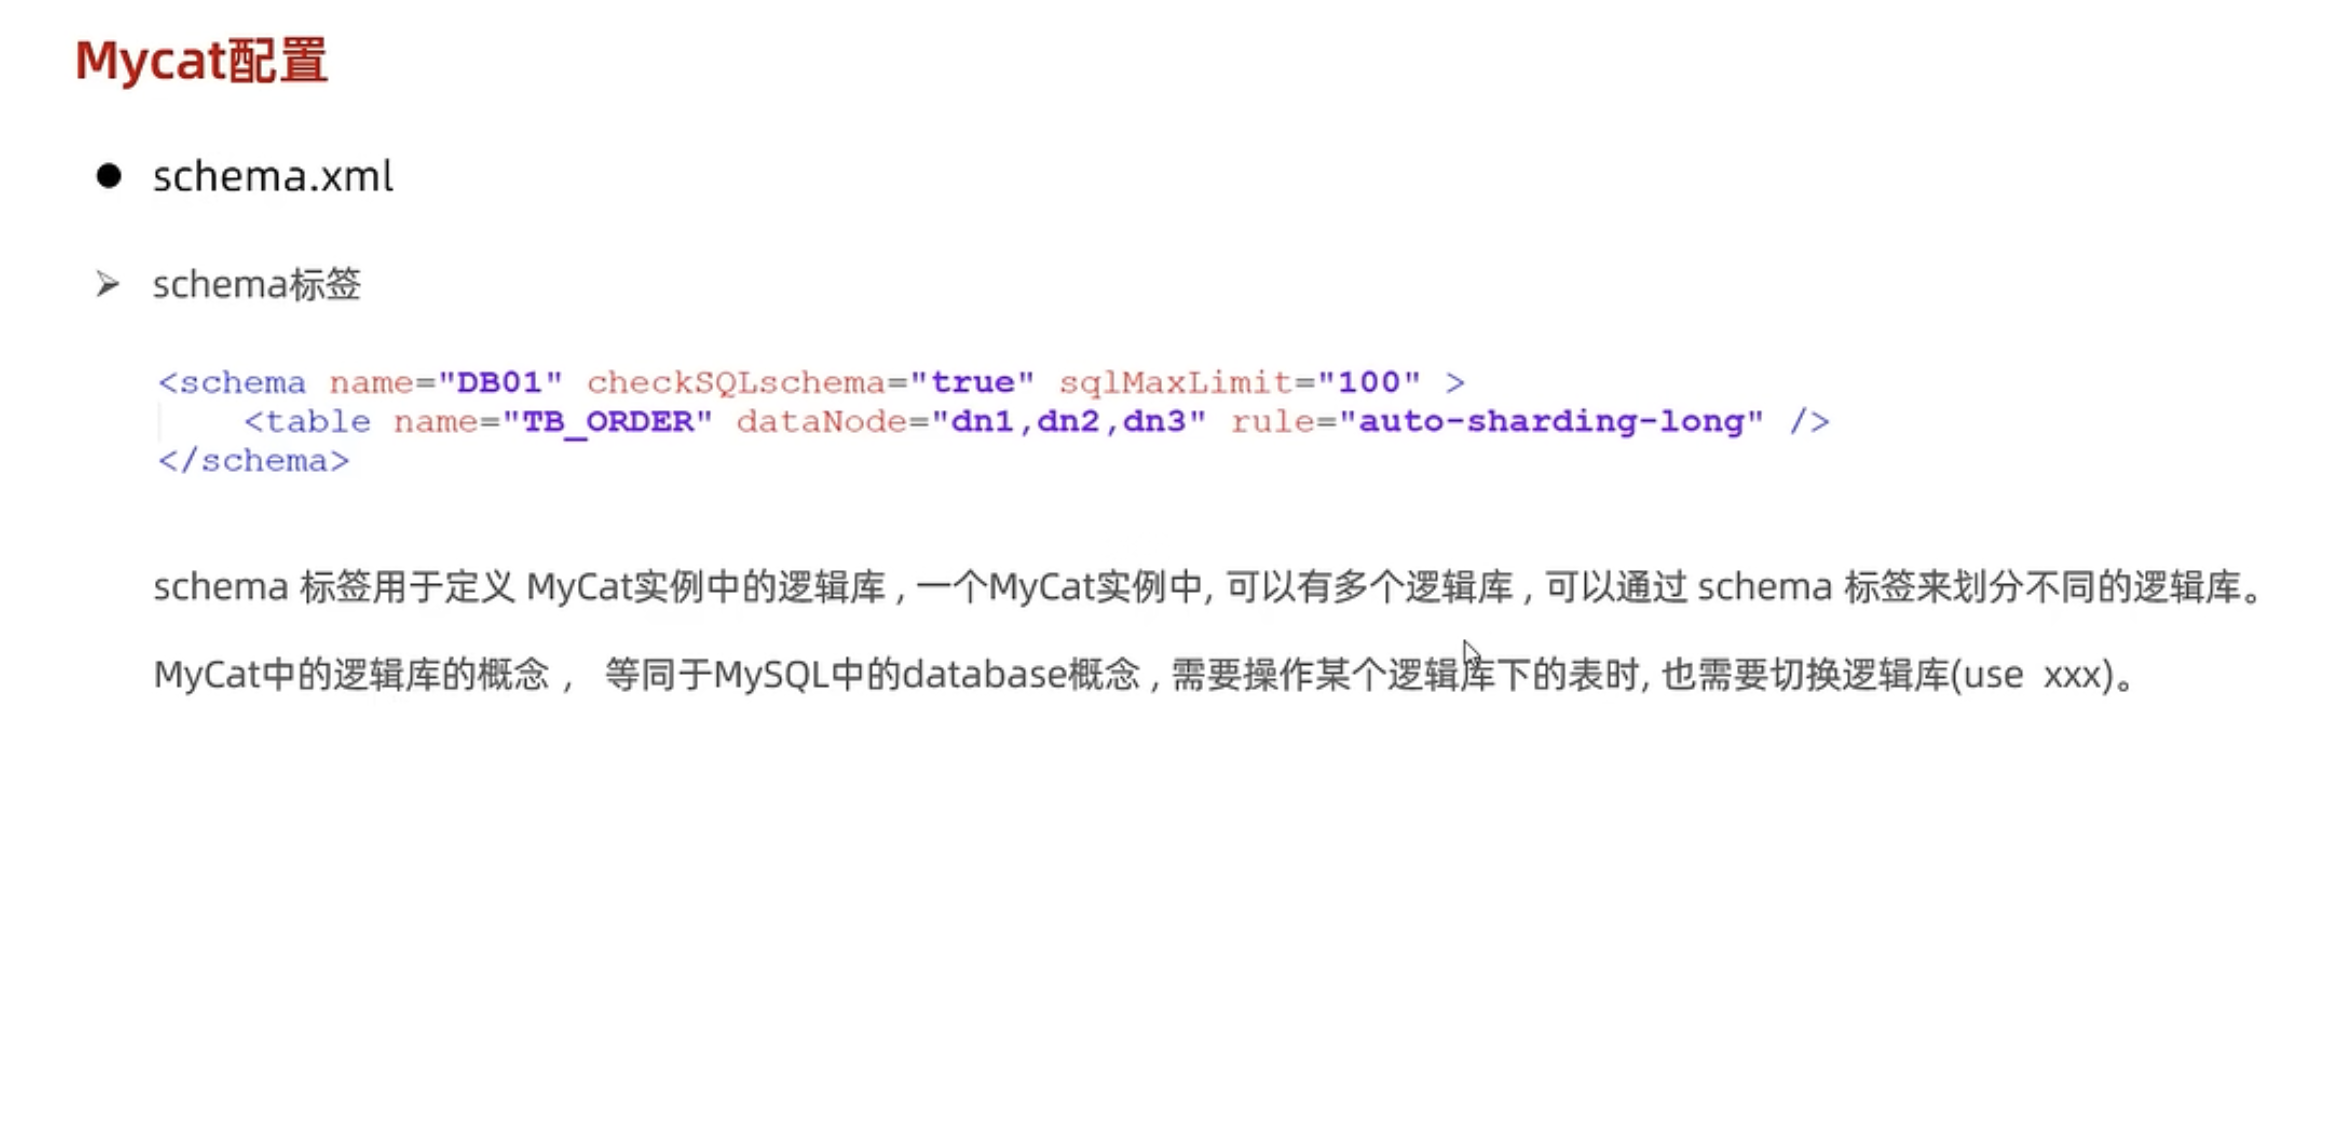 Mycat配置
● schema.xml
➢ schema标签
<schema name="DB01" checkSQLschema="true" sqlMaxLimit="100" >
    <table name="TB_ORDER" dataNode="dn1,dn2,dn3" rule="auto-sharding-long" />
</schema>
schema 标签用于定义 MyCat实例中的逻辑库 , 一个MyCat实例中, 可以有多个逻辑库 , 可以通过 schema 标签来划分不同的逻辑库。
MyCat中的逻辑库的概念 ， 等同于MySQL中的database概念 , 需要操作某个逻辑库下的表时, 也需要切换逻辑库(use  xxx)。